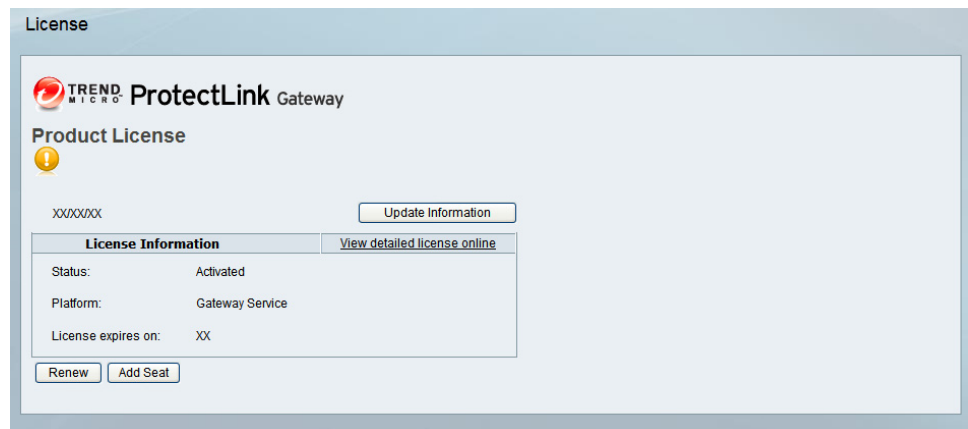 License
TREND MICRO ProtectLink Gateway
Product License
XX/XX/XX Update Information
License Information View detailed license online
Status: Activated
Platform: Gateway Service
License expires on: XX
Renew Add Seat